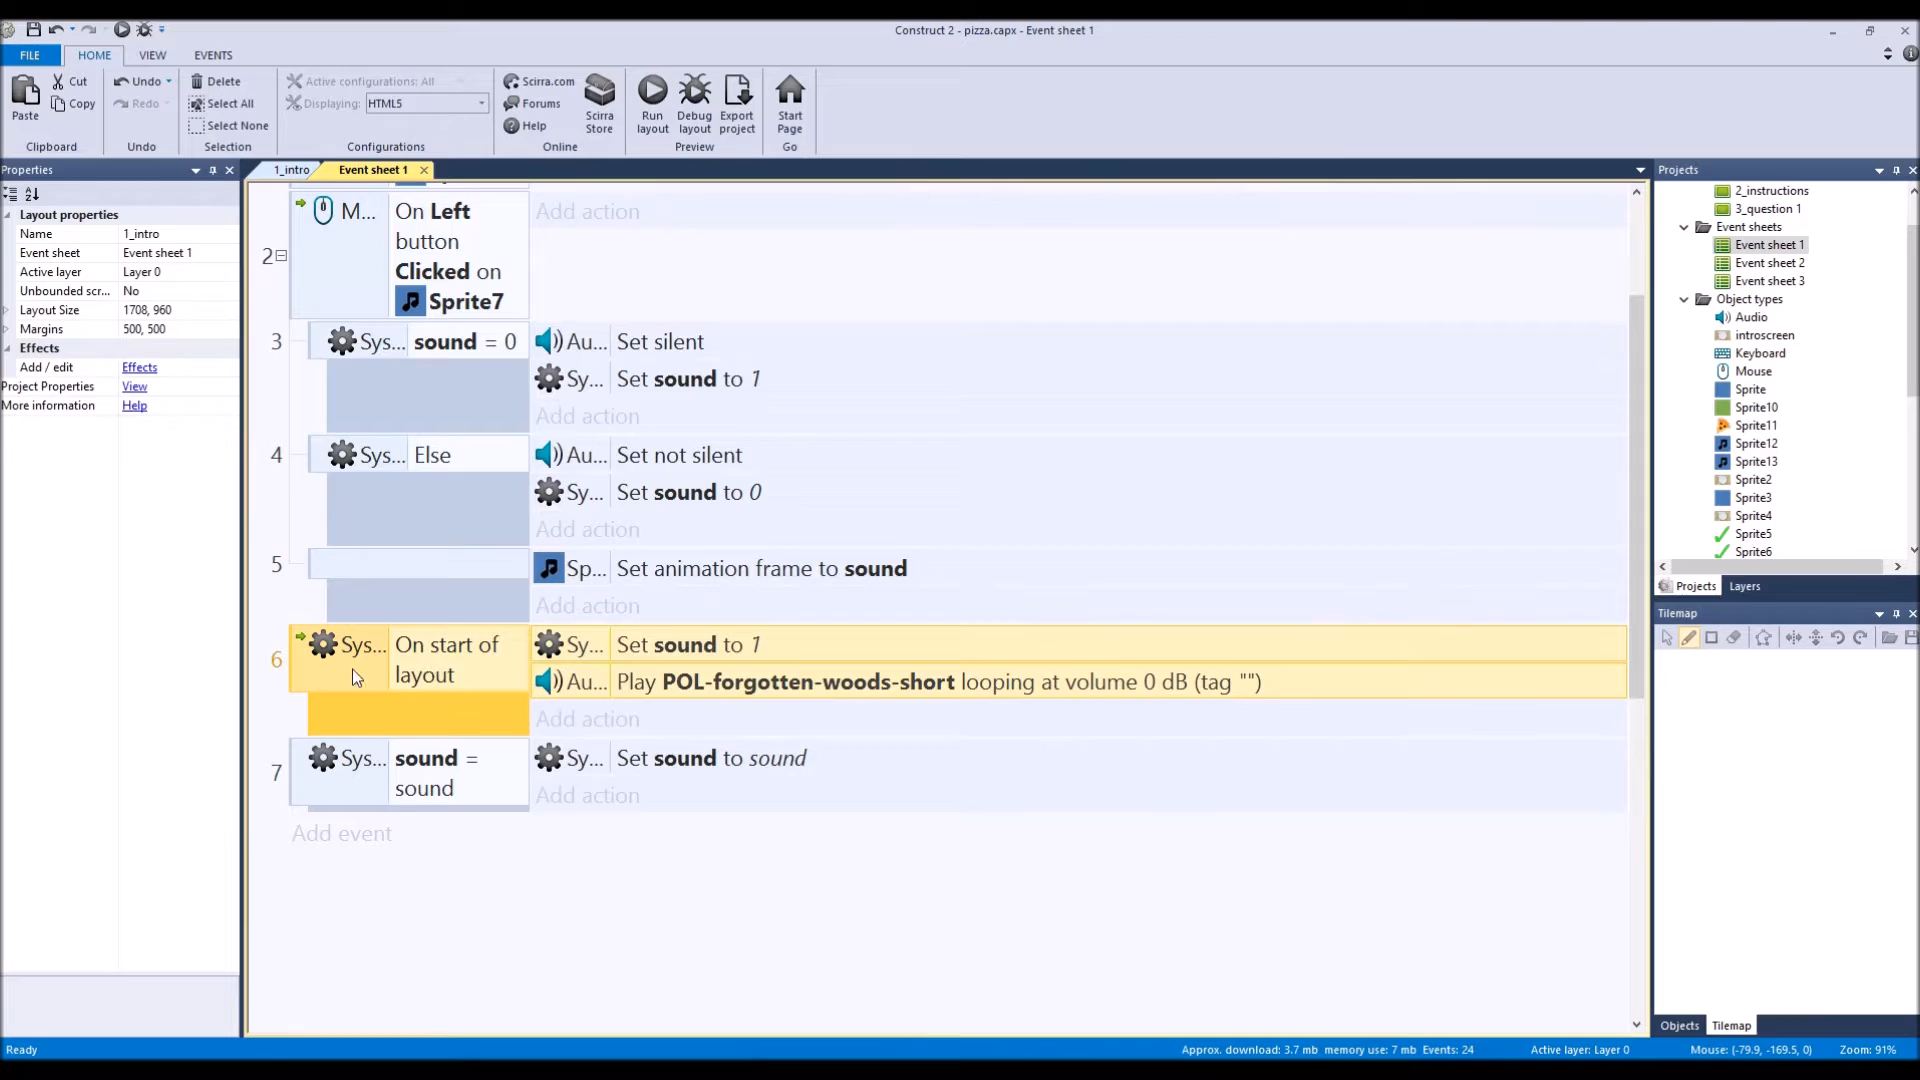 Construct 2 - pizza.capx - Event sheet 1
FILE HOME VIEW EVENTS
Paste
Cut
Copy
Clipboard
Undo
Redo
Undo
Delete
Select All
Select None
Selection
Active configurations: All
Displaying: HTML5
Configurations
Scirra.com
Forums
Help
Scirra Store
Online
Run layout
Debug layout
Export project
Preview
Start Page
Go
Properties
Layout properties
Name 1_intro
Event sheet Event sheet 1
Active layer Layer 0
Unbounded scr... No
Layout Size 1708, 960
Margins 500, 500
Effects
Add / edit Effects
Project Properties View
More information Help
1_intro Event sheet 1
2 M... On Left button Clicked on Sprite7 Add action
3 Sys... sound = 0 Au... Set silent
Sy... Set sound to 1
Add action
4 Sys... Else Au... Set not silent
Sy... Set sound to 0
Add action
5 Sp... Set animation frame to sound
Add action
6 Sys... On start of layout Sy... Set sound to 1
Au... Play POL-forgotten-woods-short looping at volume 0 dB (tag "")
Add action
7 Sys... sound = sound Sy... Set sound to sound
Add action
Add event
Projects
2_instructions
3_question 1
Event sheets
Event sheet 1
Event sheet 2
Event sheet 3
Object types
Audio
introscreen
Keyboard
Mouse
Sprite
Sprite10
Sprite11
Sprite12
Sprite13
Sprite2
Sprite3
Sprite4
Sprite5
Sprite6
Projects Layers
Tilemap
Objects Tilemap
Ready Approx. download: 3.7 mb memory use: 7 mb Events: 24 Active layer: Layer 0 Mouse: (-79.9, -169.5, 0) Zoom: 91%